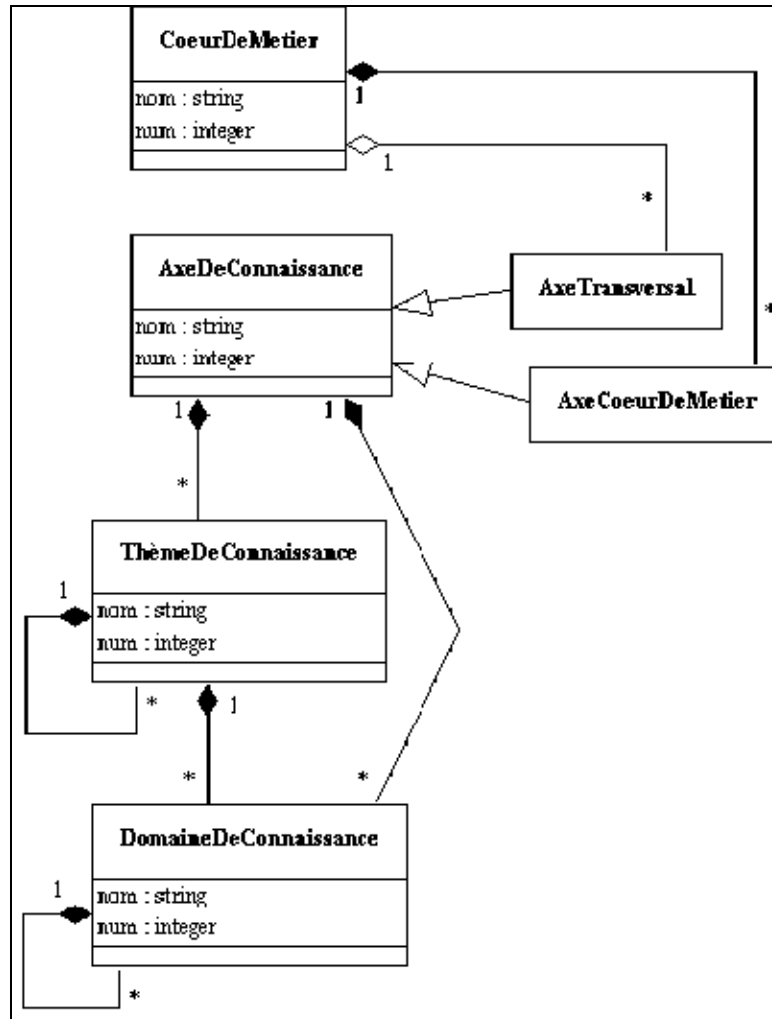 CoeurDeMetier
nom : string
num : integer
1
1
*
*
AxeDeConnaissance
nom : string
num : integer
AxeTransversal
AxeCoeurDeMetier
1
1
*
ThèmeDeConnaissance
nom : string
num : integer
1
*
1
*
*
DomaineDeConnaissance
nom : string
num : integer
1
*